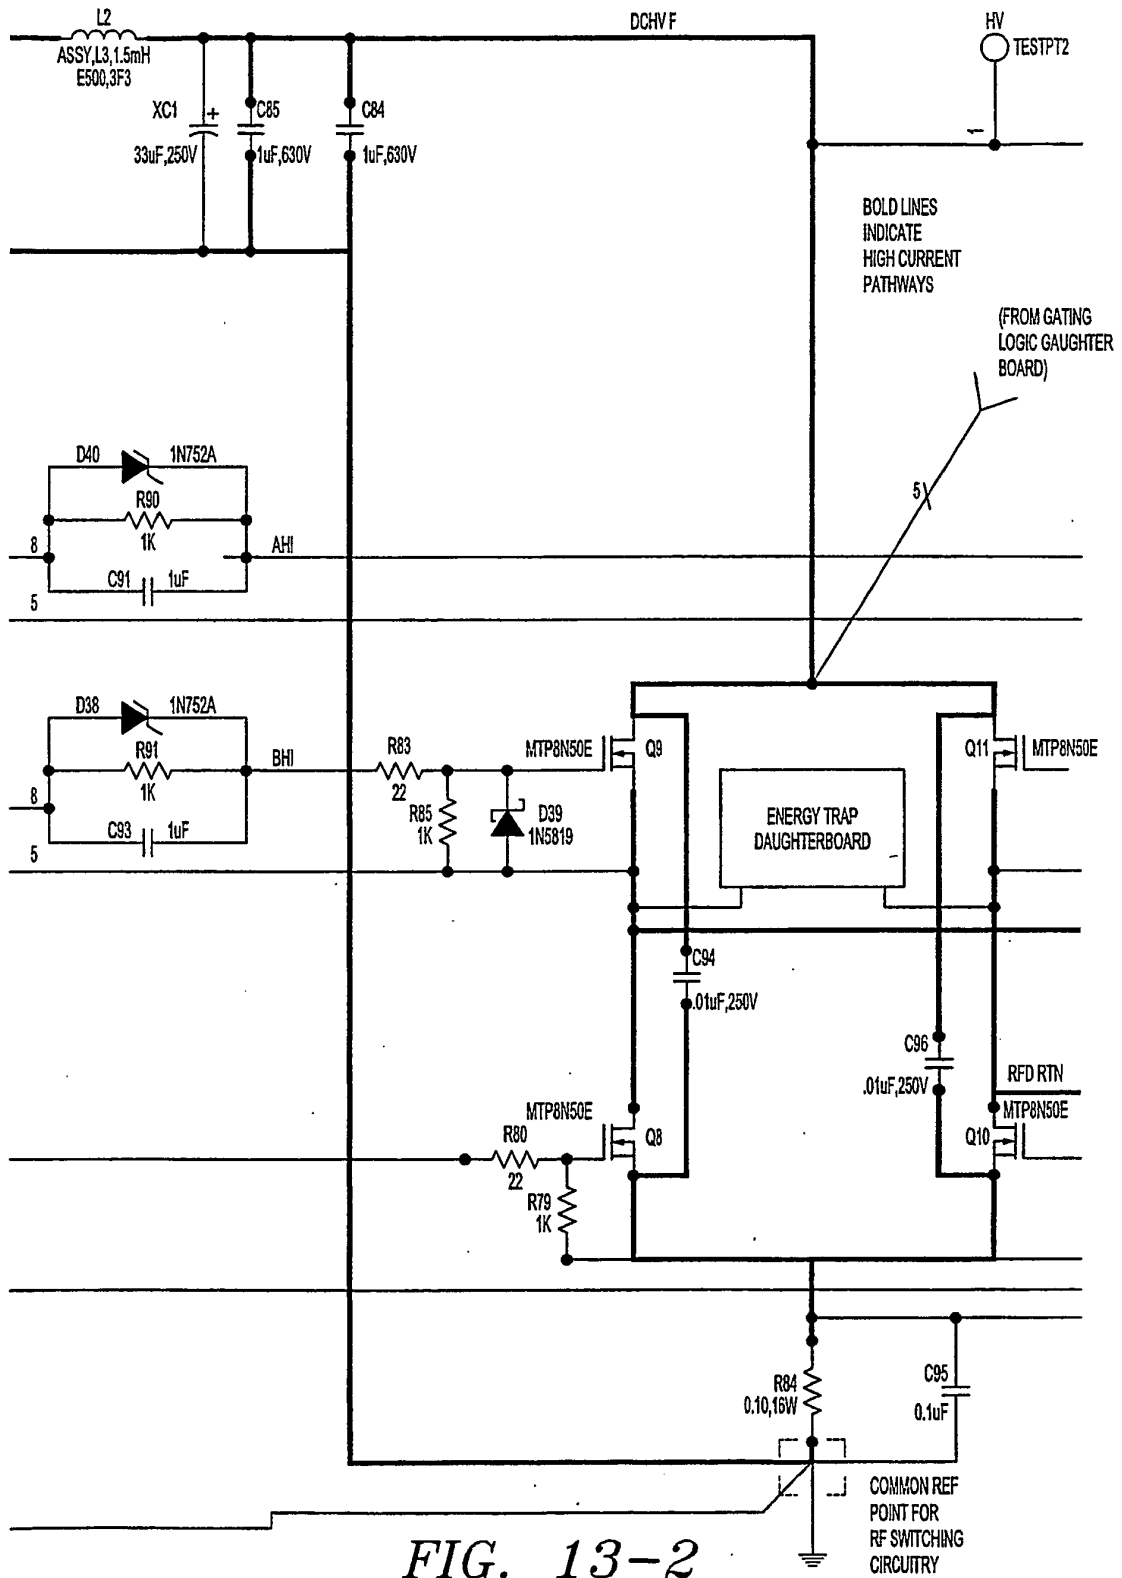 L2
ASSY,L3,1.5mH
E500,3F3
DCHV F
HV
TESTPT2
XC1
+
C85
C84
33uF,250V
1uF,630V
1uF,630V
1
BOLD LINES
INDICATE
HIGH CURRENT
PATHWAYS
(FROM GATING
LOGIC GAUGHTER
BOARD)
5
D40
1N752A
R90
1K
8
AHI
C91
1uF
5
D38
1N752A
R91
1K
BHI
8
C93
1uF
5
R83
22
R85
1K
D39
1N5819
MTP8N50E
Q9
Q11
MTP8N50E
ENERGY TRAP
DAUGHTERBOARD
C94
.01uF,250V
C96
.01uF,250V
RFD RTN
MTP8N50E
Q8
MTP8N50E
Q10
R80
22
R79
1K
R84
0.10,16W
C95
0.1uF
COMMON REF
POINT FOR
RF SWITCHING
CIRCUITRY
FIG. 13-2